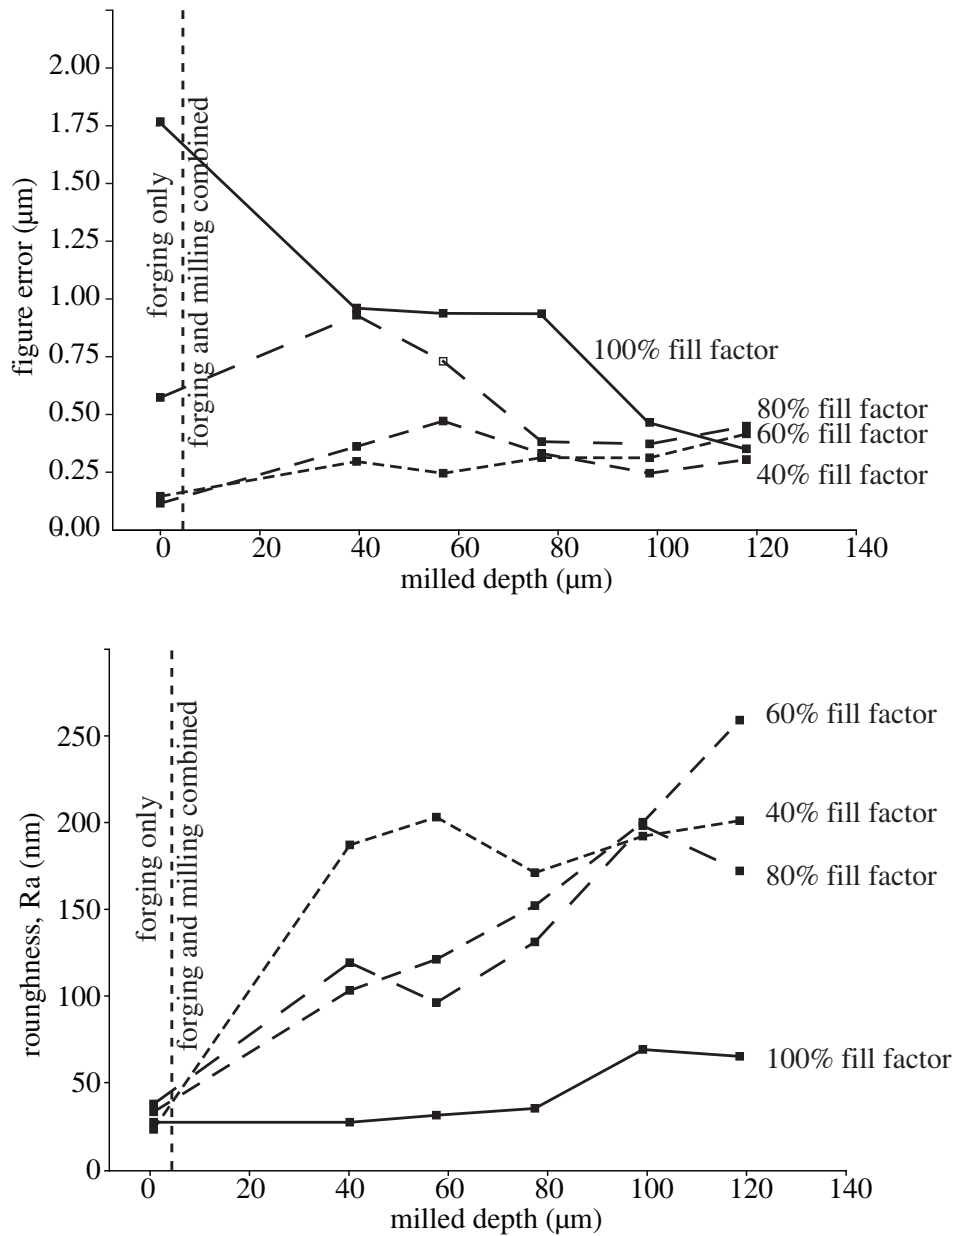 2.00
1.75
1.50
1.25
1.00
0.75
0.50
0.25
0.00
figure error (μm)
forging only
forging and milling combined
100% fill factor
80% fill factor
60% fill factor
40% fill factor
0 20 40 60 80 100 120 140
milled depth (μm)
250
200
150
100
50
0
rounghness, Ra (nm)
forging only
forging and milling combined
60% fill factor
40% fill factor
80% fill factor
100% fill factor
0 20 40 60 80 100 120 140
milled depth (μm)